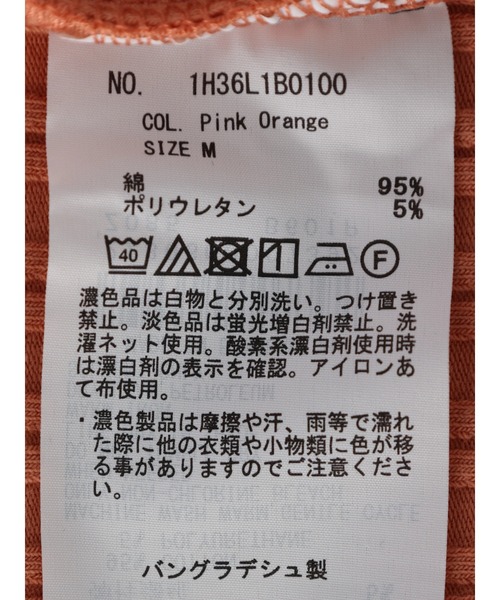 NO. 1H36L1B0100
COL. Pink Orange
SIZE M
綿 95%
ポリウレタン 5%
40 F
濃色品は白物と分別洗い。つけ置き
禁止。淡色品は蛍光増白剤禁止。洗
濯ネット使用。酸素系漂白剤使用時
は漂白剤の表示を確認。アイロンあ
て布使用。
・濃色製品は摩擦や汗、雨等で濡れ
た際に他の衣類や小物類に色が移
る事がありますのでご注意くださ
い。
バングラデシュ製